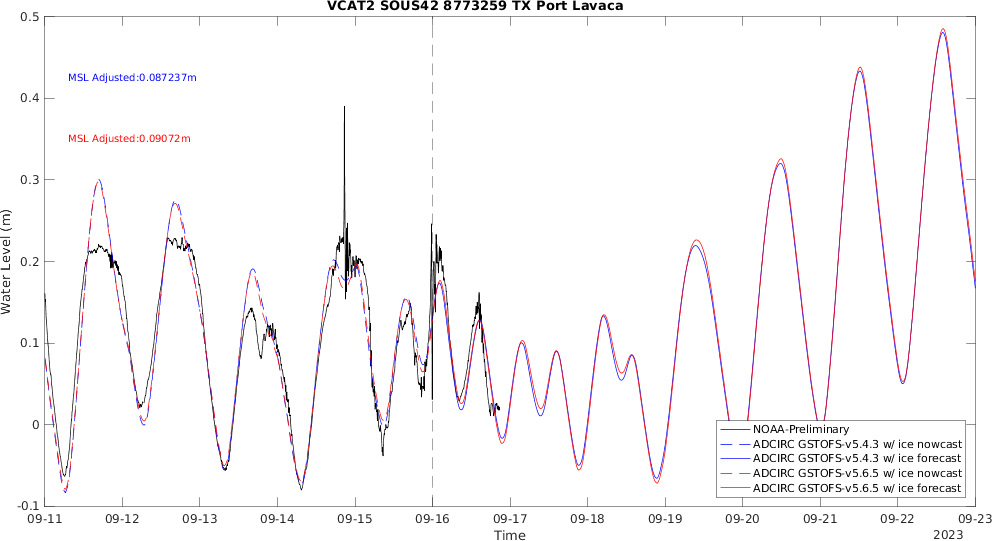 VCAT2 SOUS42 8773259 TX Port Lavaca
0.5
0.4
0.3
0.2
0.1
0
-0.1
Water Level (m)
MSL Adjusted:0.087237m
MSL Adjusted:0.09072m
NOAA-Preliminary
ADCIRC GSTOFS-v5.4.3 w/ ice nowcast
ADCIRC GSTOFS-v5.4.3 w/ ice forecast
ADCIRC GSTOFS-v5.6.5 w/ ice nowcast
ADCIRC GSTOFS-v5.6.5 w/ ice forecast
09-11 09-12 09-13 09-14 09-15 09-16 09-17 09-18 09-19 09-20 09-21 09-22 09-23
Time
2023